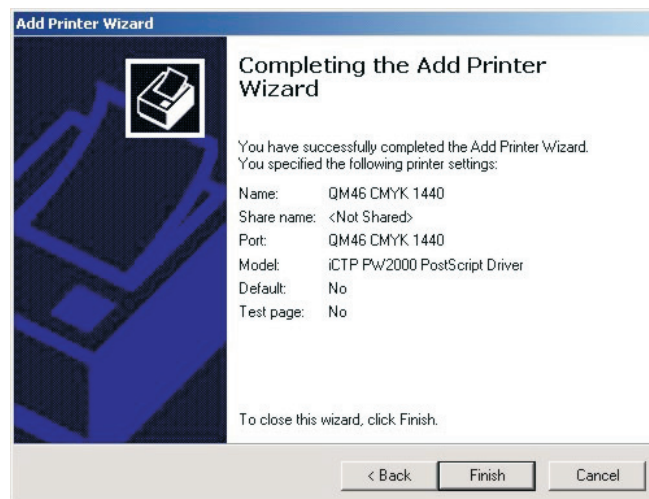 Add Printer Wizard
Completing the Add Printer
Wizard
You have successfully completed the Add Printer Wizard.
You specified the following printer settings:
Name: QM46 CMYK 1440
Share name: <Not Shared>
Port: QM46 CMYK 1440
Model: iCTP PW2000 PostScript Driver
Default: No
Test page: No
To close this wizard, click Finish.
< Back Finish Cancel